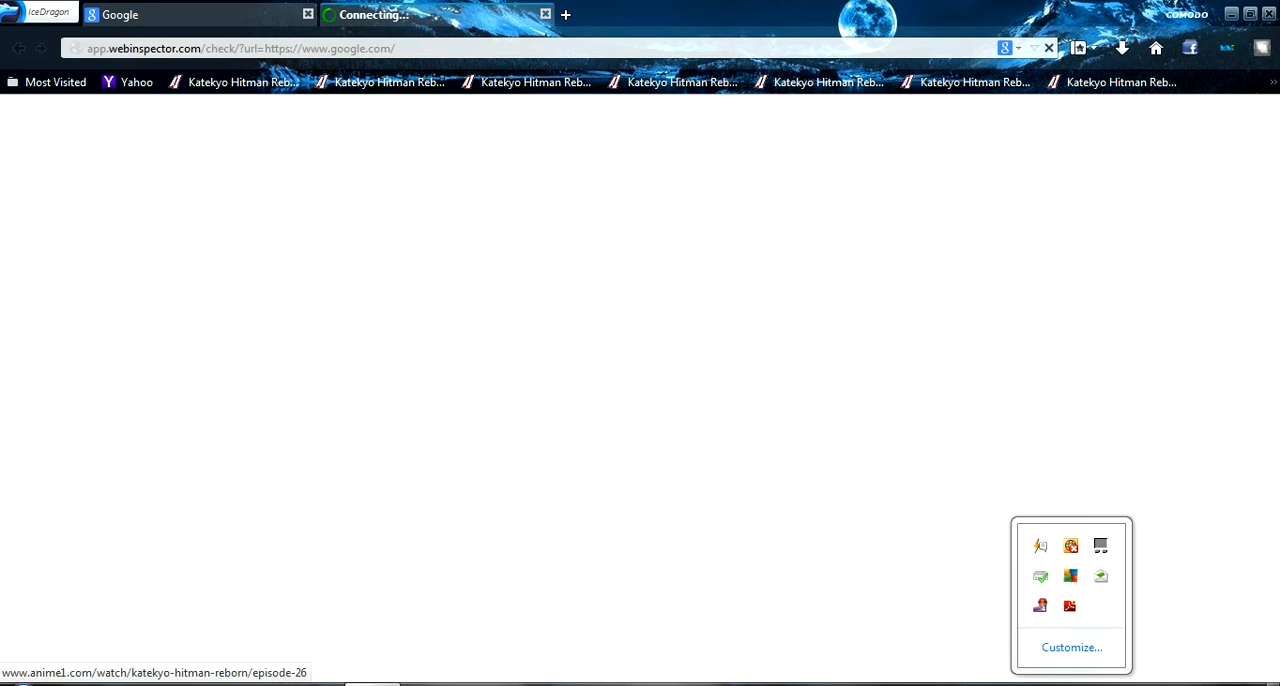 IceDragon Google Connecting... COMODO
app.webinspector.com/check/?url=https://www.google.com/
Most Visited Yahoo Katekyo Hitman Reb... Katekyo Hitman Reb... Katekyo Hitman Reb... Katekyo Hitman Reb... Katekyo Hitman Reb... Katekyo Hitman Reb... Katekyo Hitman Reb...
Customize...
www.anime1.com/watch/katekyo-hitman-reborn/episode-26